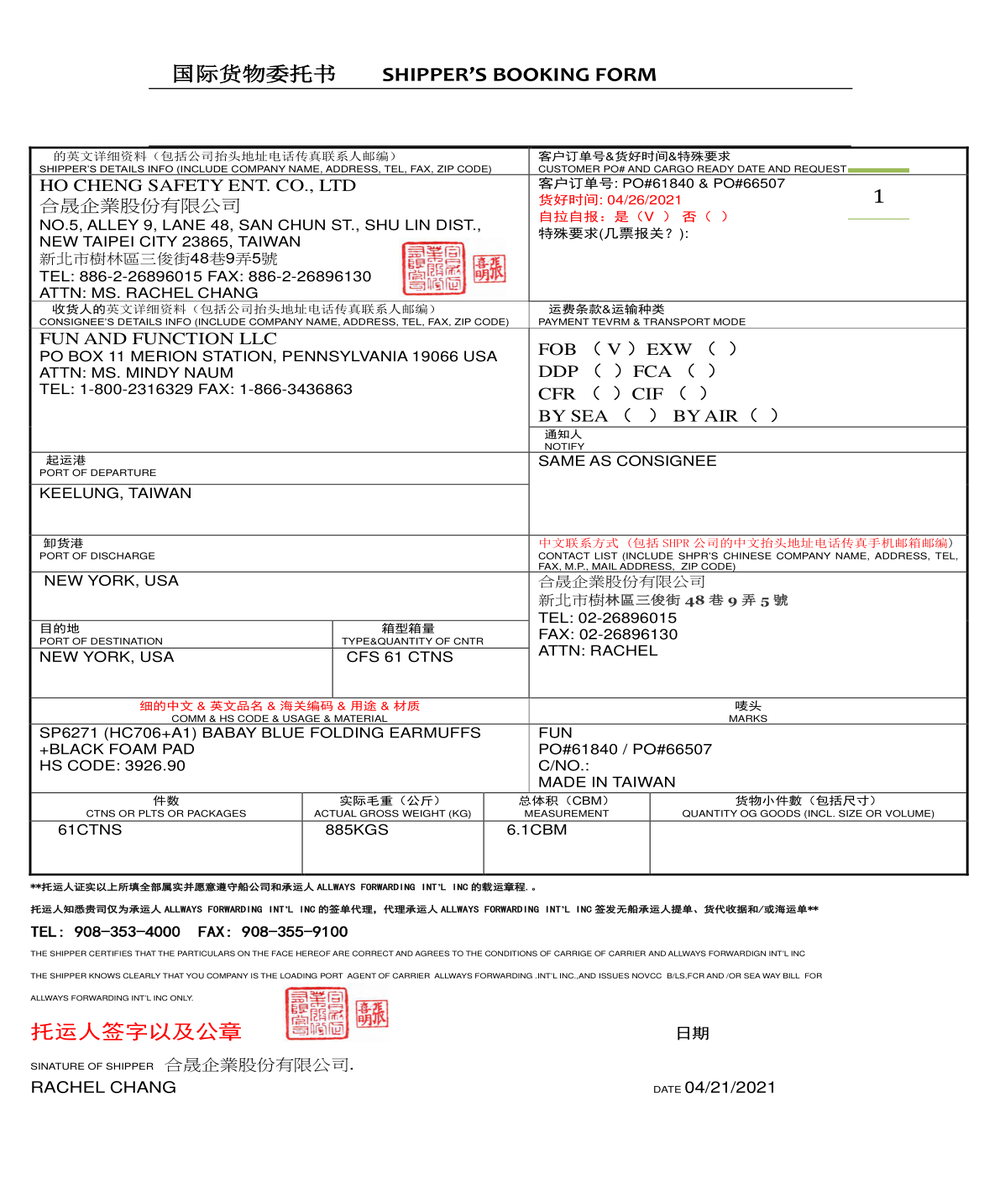 国际货物委托书 SHIPPER'S BOOKING FORM
的英文详细资料（包括公司抬头地址电话传真联系人邮编）
SHIPPER'S DETAILS INFO (INCLUDE COMPANY NAME, ADDRESS, TEL, FAX, ZIP CODE)
客户订单号&货好时间&特殊要求
CUSTOMER PO# AND CARGO READY DATE AND REQUEST
HO CHENG SAFETY ENT. CO., LTD
合晟企業股份有限公司
NO.5, ALLEY 9, LANE 48, SAN CHUN ST., SHU LIN DIST.,
NEW TAIPEI CITY 23865, TAIWAN
新北市樹林區三俊街48巷9弄5號
TEL: 886-2-26896015 FAX: 886-2-26896130
ATTN: MS. RACHEL CHANG
客户订单号: PO#61840 & PO#66507
货好时间: 04/26/2021
自拉自报：是（V ） 否（ ）
特殊要求(几票报关？):
1
收货人的英文详细资料（包括公司抬头地址电话传真联系人邮编）
CONSIGNEE'S DETAILS INFO (INCLUDE COMPANY NAME, ADDRESS, TEL, FAX, ZIP CODE)
运费条款&运输种类
PAYMENT TEVRM & TRANSPORT MODE
FUN AND FUNCTION LLC
PO BOX 11 MERION STATION, PENNSYLVANIA 19066 USA
ATTN: MS. MINDY NAUM
TEL: 1-800-2316329 FAX: 1-866-3436863
FOB （ V ） EXW （ ）
DDP （ ） FCA （ ）
CFR （ ） CIF （ ）
BY SEA （ ） BY AIR （ ）
通知人
NOTIFY
SAME AS CONSIGNEE
起运港
PORT OF DEPARTURE
KEELUNG, TAIWAN
卸货港
PORT OF DISCHARGE
NEW YORK, USA
中文联系方式（包括 SHPR 公司的中文抬头地址电话传真手机邮箱邮编）
CONTACT LIST (INCLUDE SHPR'S CHINESE COMPANY NAME, ADDRESS, TEL,
FAX, M.P., MAIL ADDRESS, ZIP CODE)
合晟企業股份有限公司
新北市樹林區三俊街 48 巷 9 弄 5 號
TEL: 02-26896015
FAX: 02-26896130
ATTN: RACHEL
目的地
PORT OF DESTINATION
箱型箱量
TYPE&QUANTITY OF CNTR
NEW YORK, USA
CFS 61 CTNS
细的中文 & 英文品名 & 海关编码 & 用途 & 材质
COMM & HS CODE & USAGE & MATERIAL
唛头
MARKS
SP6271 (HC706+A1) BABAY BLUE FOLDING EARMUFFS
+BLACK FOAM PAD
HS CODE: 3926.90
FUN
PO#61840 / PO#66507
C/NO.:
MADE IN TAIWAN
件数
CTNS OR PLTS OR PACKAGES
实际毛重（公斤）
ACTUAL GROSS WEIGHT (KG)
总体积（CBM）
MEASUREMENT
货物小件數（包括尺寸）
QUANTITY OG GOODS (INCL. SIZE OR VOLUME)
61CTNS
885KGS
6.1CBM
**托运人证实以上所填全部属实并愿意遵守船公司和承运人 ALLWAYS FORWARDING INT'L INC 的载运章程. 。
托运人知悉贵司仅为承运人 ALLWAYS FORWARDING INT'L INC 的签单代理，代理承运人 ALLWAYS FORWARDING INT'L INC 签发无船承运人提单、货代收据和/或海运单**
TEL: 908-353-4000 FAX: 908-355-9100
THE SHIPPER CERTIFIES THAT THE PARTICULARS ON THE FACE HEREOF ARE CORRECT AND AGREES TO THE CONDITIONS OF CARRIGE OF CARRIER AND ALLWAYS FORWARDIGN INT'L INC
THE SHIPPER KNOWS CLEARLY THAT YOU COMPANY IS THE LOADING PORT AGENT OF CARRIER ALLWAYS FORWARDING .INT'L INC.,AND ISSUES NOVCC B/LS,FCR AND /OR SEA WAY BILL FOR
ALLWAYS FORWARDING INT'L INC ONLY.
托运人签字以及公章
日期
SINATURE OF SHIPPER 合晟企業股份有限公司.
RACHEL CHANG
DATE 04/21/2021